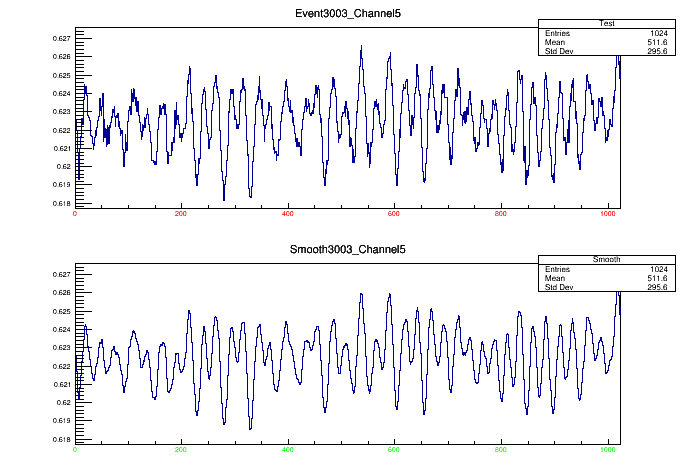 Event3003_Channel5
Test
Entries 1024
Mean 511.6
Std Dev 295.6
0.627
0.626
0.625
0.624
0.623
0.622
0.621
0.62
0.619
0.618
0 200 400 600 800 1000
Smooth3003_Channel5
Smooth
Entries 1024
Mean 511.6
Std Dev 295.6
0.627
0.626
0.625
0.624
0.623
0.622
0.621
0.62
0.619
0.618
0 200 400 600 800 1000